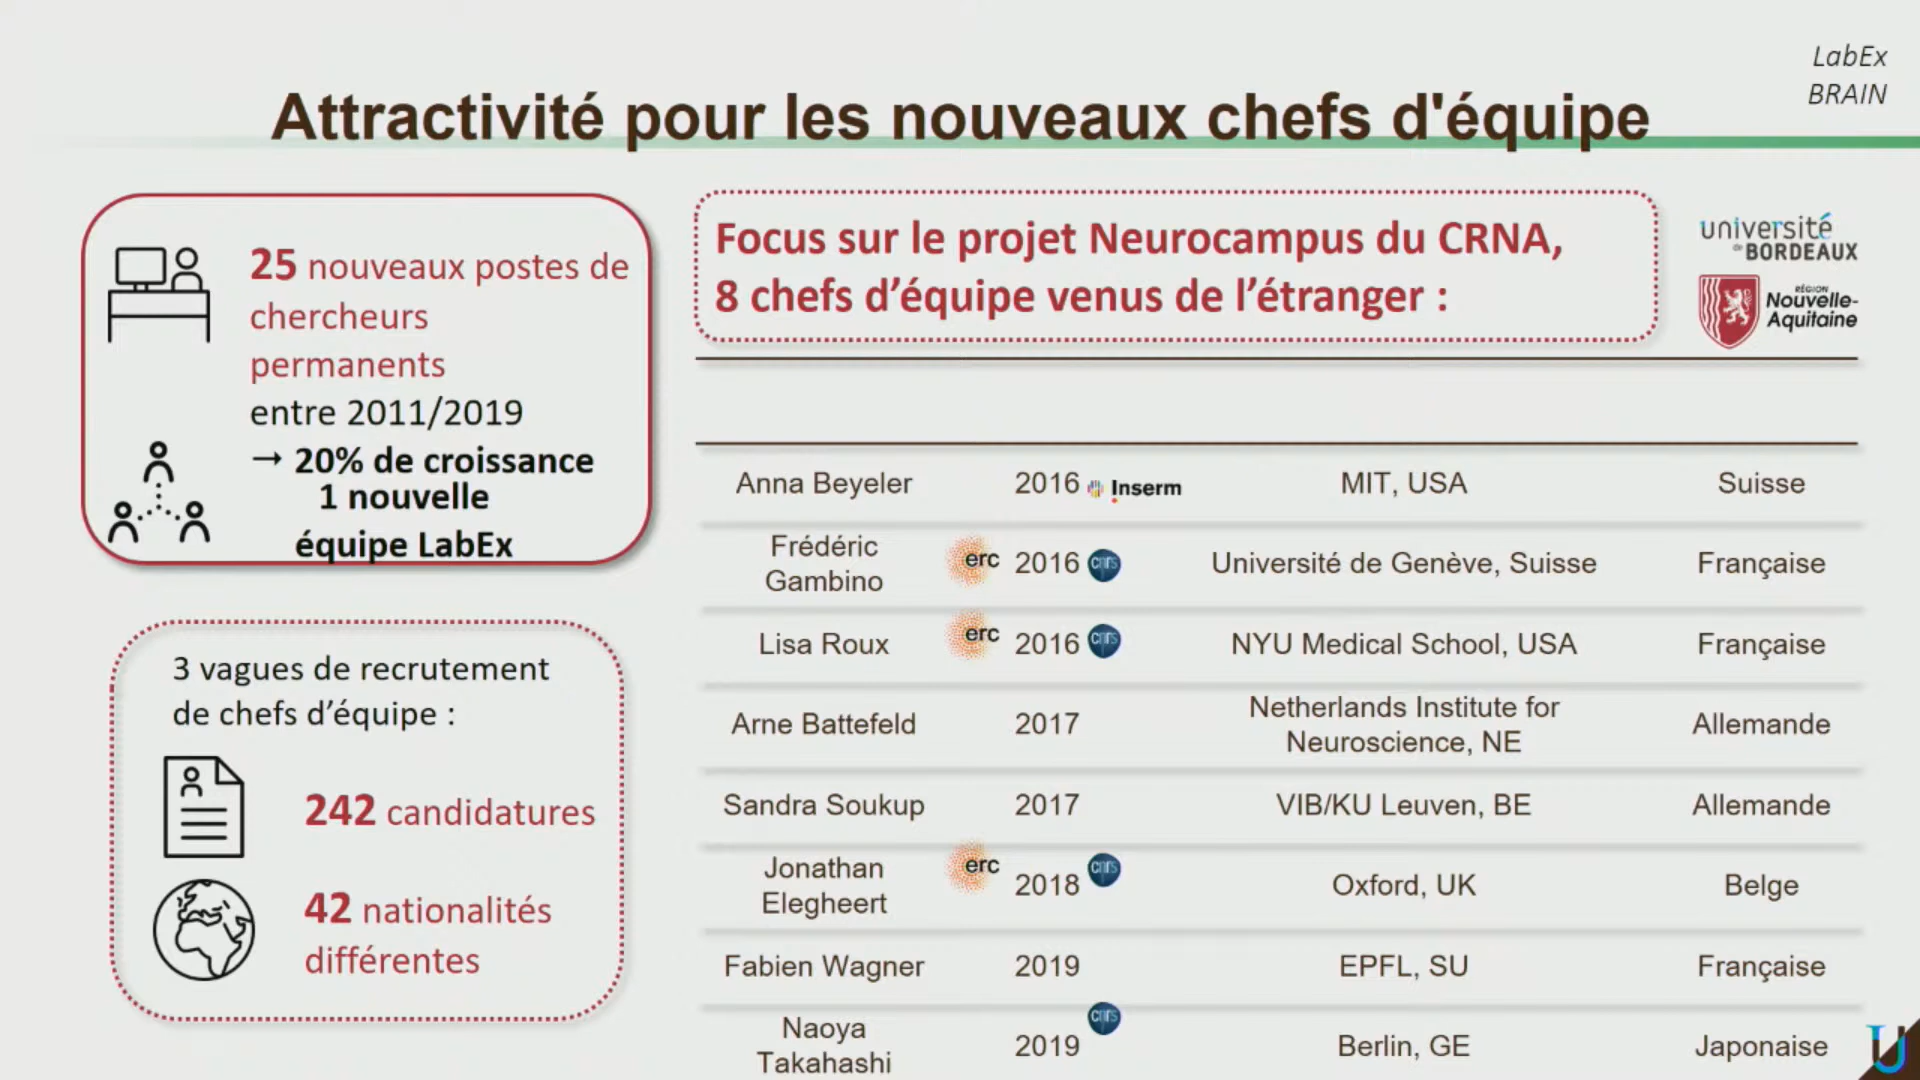 LabEx
BRAIN
Attractivité pour les nouveaux chefs d'équipe
25 nouveaux postes de
chercheurs
permanents
entre 2011/2019
→ 20% de croissance
1 nouvelle
équipe LabEx
3 vagues de recrutement
de chefs d’équipe :
242 candidatures
42 nationalités
différentes
Focus sur le projet Neurocampus du CRNA,
8 chefs d’équipe venus de l’étranger :
université
de BORDEAUX
RÉGION
Nouvelle-
Aquitaine
Anna Beyeler 2016 Inserm MIT, USA Suisse
Frédéric
Gambino erc 2016 cnrs Université de Genève, Suisse Française
Lisa Roux erc 2016 cnrs NYU Medical School, USA Française
Arne Battefeld 2017 Netherlands Institute for
Neuroscience, NE Allemande
Sandra Soukup 2017 VIB/KU Leuven, BE Allemande
Jonathan
Elegheert erc 2018 cnrs Oxford, UK Belge
Fabien Wagner 2019 EPFL, SU Française
Naoya
Takahashi 2019 cnrs Berlin, GE Japonaise
U